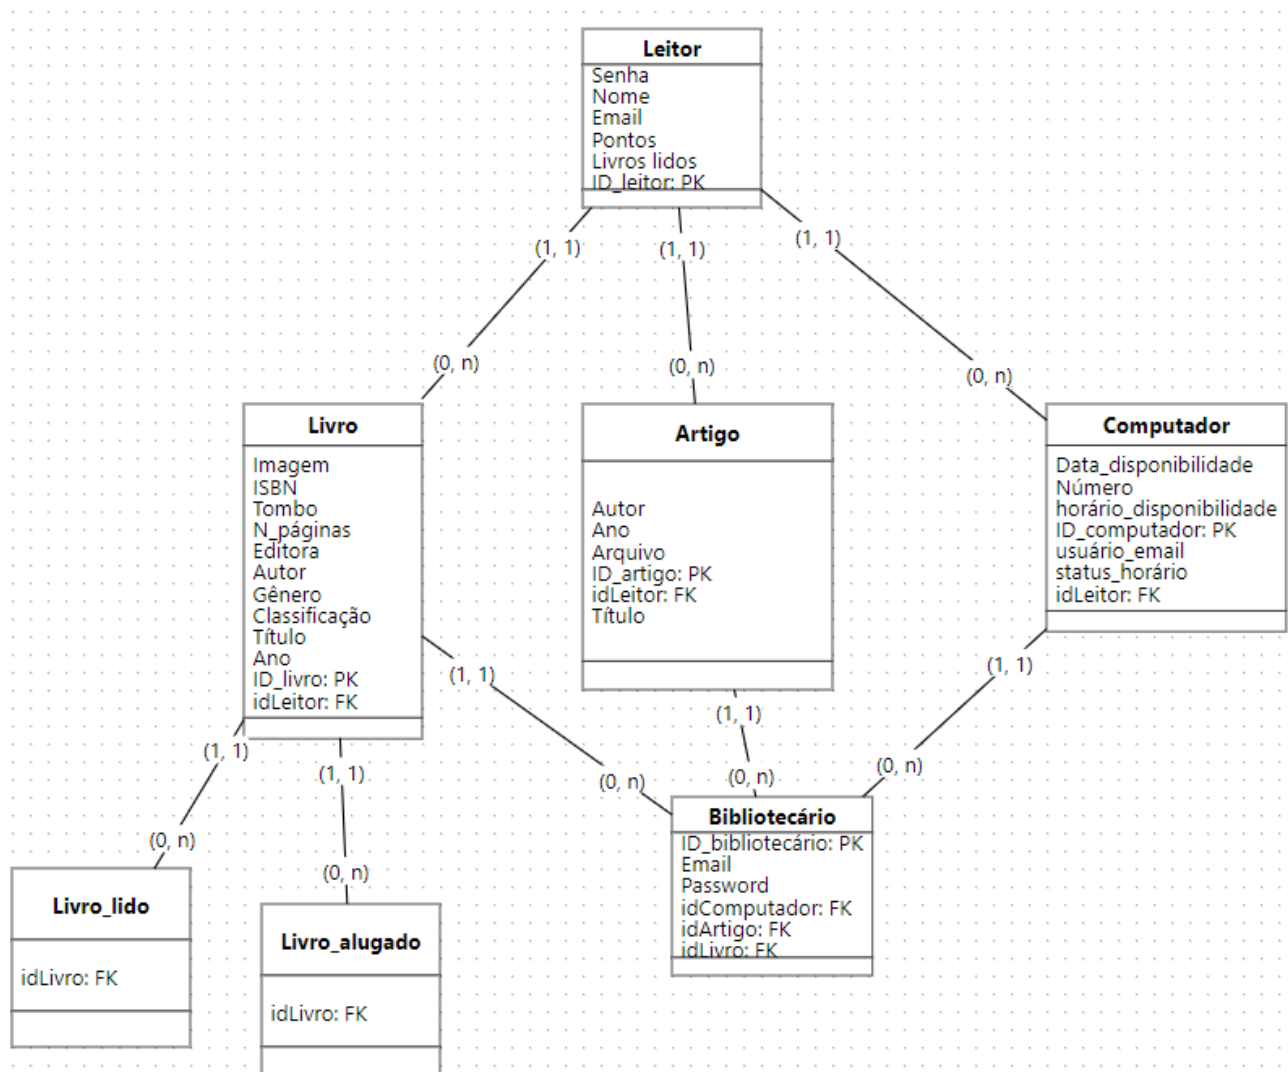 Leitor
Senha
Nome
Email
Pontos
Livros lidos
ID_leitor: PK
(1, 1)
(1, 1)
(1, 1)
(0, n)
(0, n)
(0, n)
Livro
Imagem
ISBN
Tombo
N_páginas
Editora
Autor
Gênero
Classificação
Título
Ano
ID_livro: PK
idLeitor: FK
Artigo
Autor
Ano
Arquivo
ID_artigo: PK
idLeitor: FK
Título
Computador
Data_disponibilidade
Número
horário_disponibilidade
ID_computador: PK
usuário_email
status_horário
idLeitor: FK
(1, 1)
(1, 1)
(1, 1)
(1, 1)
(1, 1)
(0, n)
(0, n)
(0, n)
(0, n)
(0, n)
Livro_lido
idLivro: FK
Livro_alugado
idLivro: FK
Bibliotecário
ID_bibliotecário: PK
Email
Password
idComputador: FK
idArtigo: FK
idLivro: FK